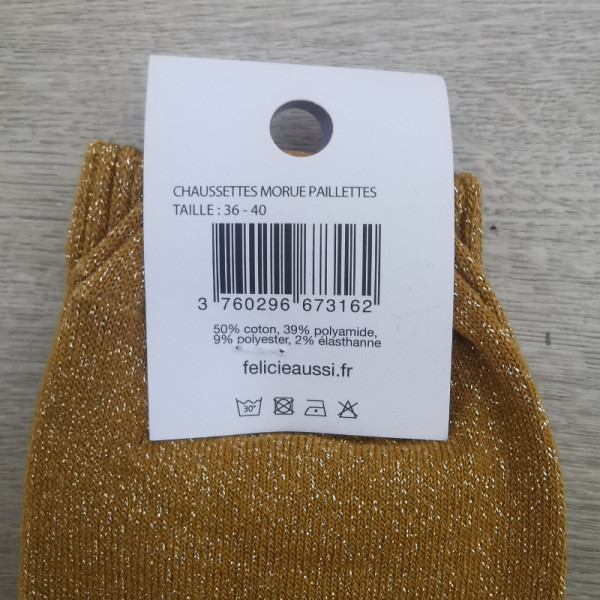 CHAUSSETTES MORUE PAILLETTES
TAILLE : 36 - 40
3 760296 673162
50% coton, 39% polyamide,
9% polyester, 2% élasthanne
felicieaussi.fr
30°